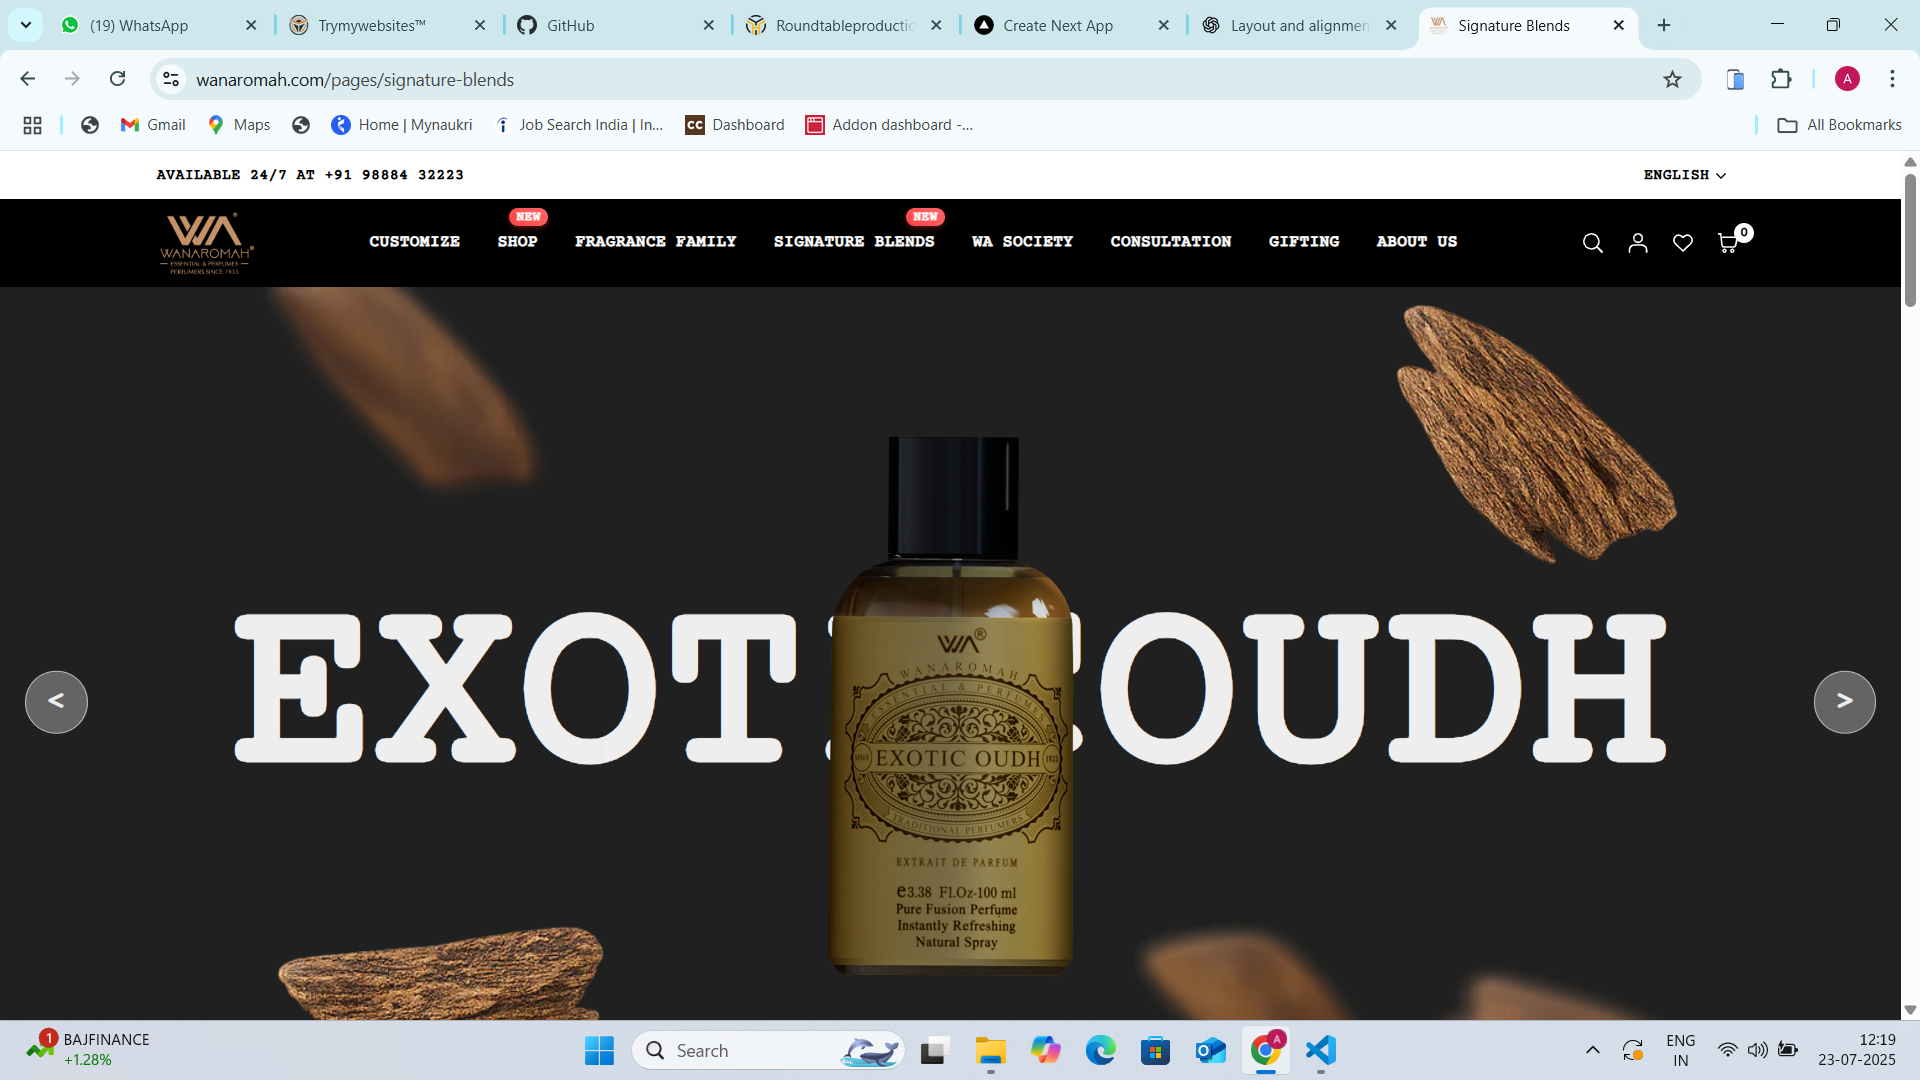 (19) WhatsApp
Trymywebsites™
GitHub
Roundtableproductic
Create Next App
Layout and alignmen
Signature Blends
wanaromah.com/pages/signature-blends
A
Gmail
Maps
Home | Mynaukri
Job Search India | In...
CC
Dashboard
Addon dashboard -...
All Bookmarks
AVAILABLE 24/7 AT +91 98884 32223
ENGLISH
WA®
WANAROMAH®
ESSENTIAL & PERFUMES
PERFUMERS SINCE 1933
CUSTOMIZE
NEW
SHOP
FRAGRANCE FAMILY
NEW
SIGNATURE BLENDS
WA SOCIETY
CONSULTATION
GIFTING
ABOUT US
0
EXOT OUDH
<
>
WA®
WANAROMAH
ESSENTIAL & PERFUMES
EXOTIC OUDH
1933
TRADITIONAL PERFUMERS
EXTRAIT DE PARFUM
e3.38 Fl.Oz-100 ml
Pure Fusion Perfume
Instantly Refreshing
Natural Spray
1
BAJFINANCE
+1.28%
Search
A
ENG
IN
12:19
23-07-2025